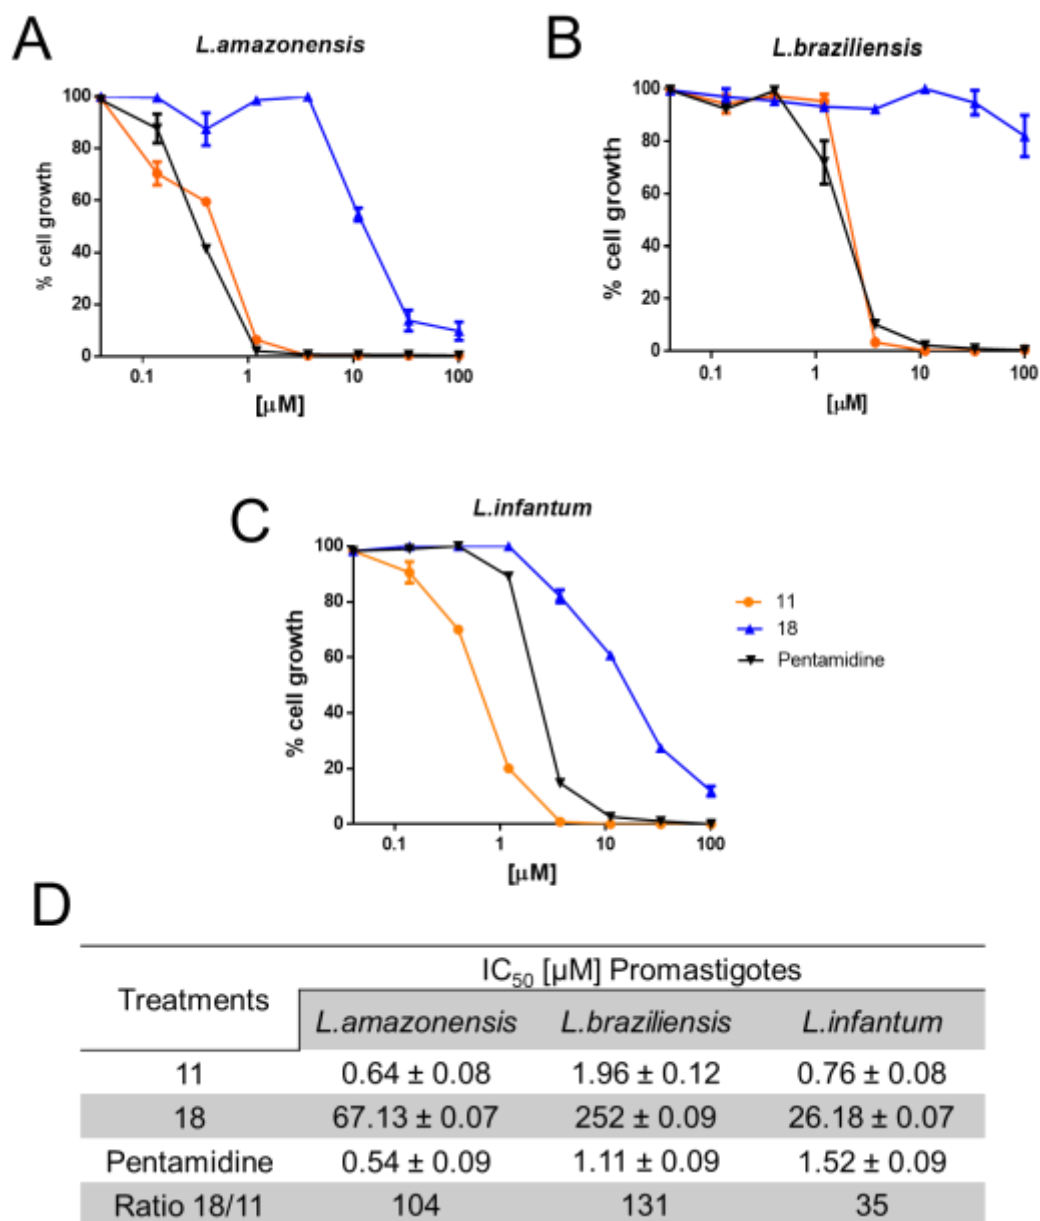 A
L.amazonensis
% cell growth
100
80
60
40
20
0
0.1 1 10 100
[µM]
B
L.braziliensis
% cell growth
100
80
60
40
20
0
0.1 1 10 100
[µM]
C
L.infantum
% cell growth
100
80
60
40
20
0
0.1 1 10 100
[µM]
11
18
Pentamidine
D
Treatments IC50 [µM] Promastigotes
L.amazonensis L.braziliensis L.infantum
11 0.64 ± 0.08 1.96 ± 0.12 0.76 ± 0.08
18 67.13 ± 0.07 252 ± 0.09 26.18 ± 0.07
Pentamidine 0.54 ± 0.09 1.11 ± 0.09 1.52 ± 0.09
Ratio 18/11 104 131 35